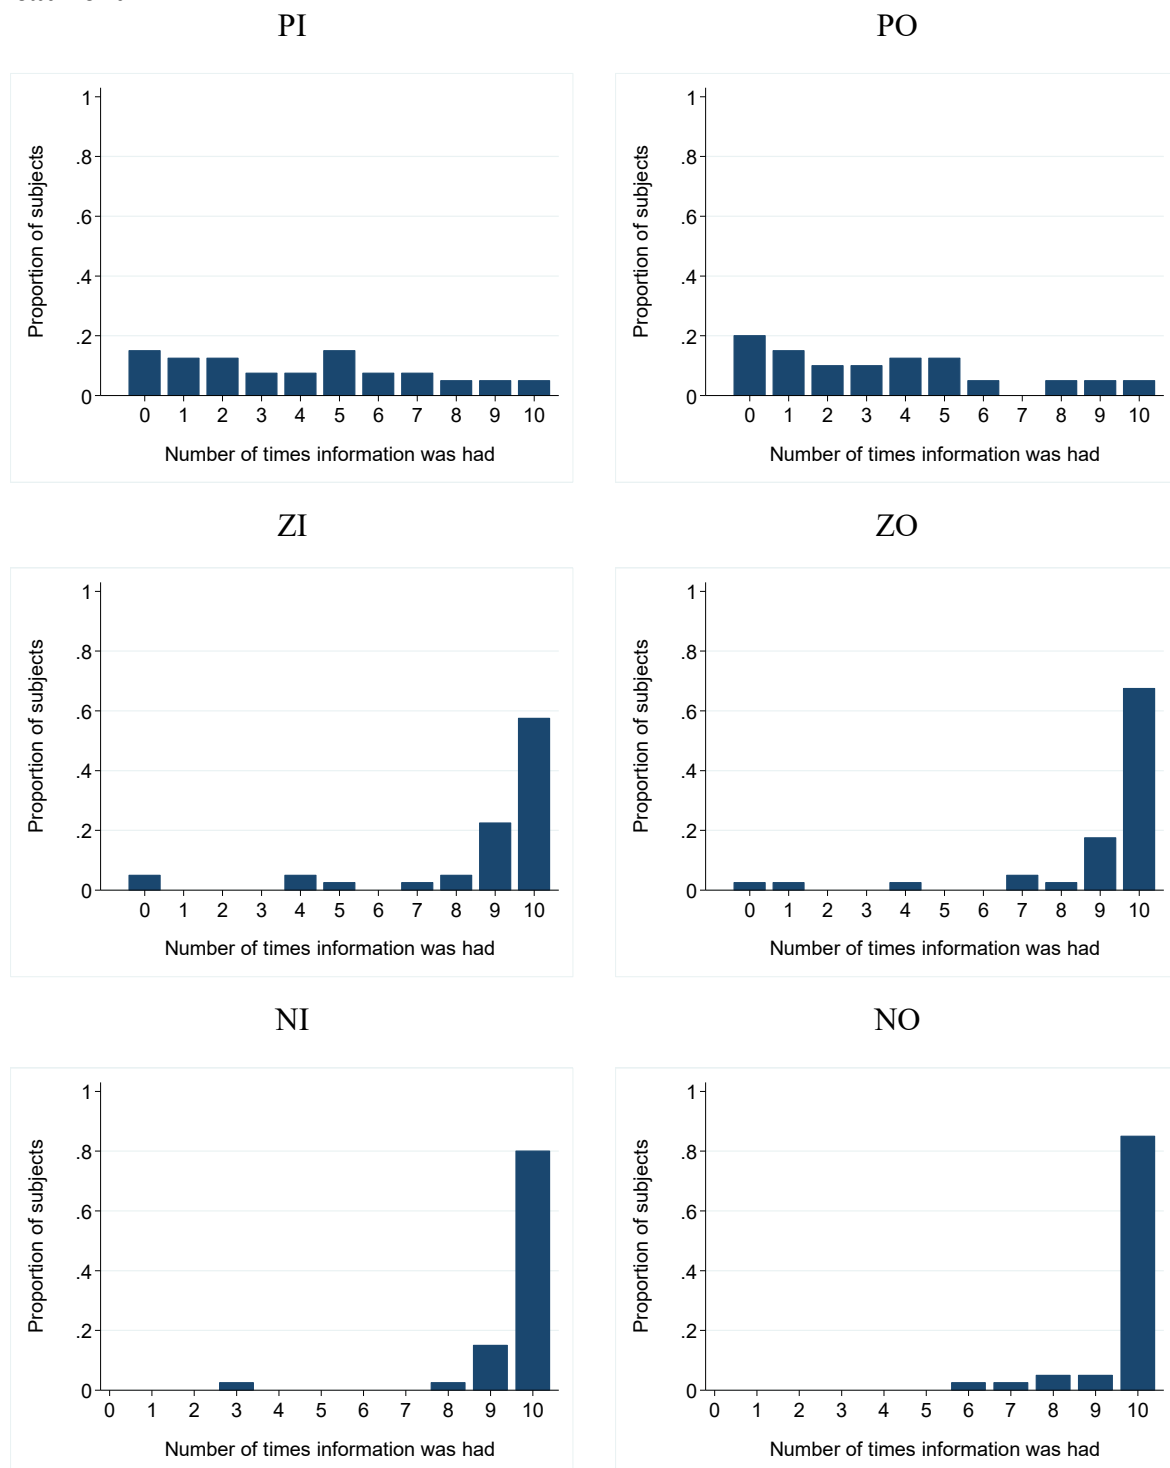 PI
PO
1
.8
.6
.4
.2
0
Proportion of subjects
0 1 2 3 4 5 6 7 8 9 10
Number of times information was had
1
.8
.6
.4
.2
0
Proportion of subjects
0 1 2 3 4 5 6 7 8 9 10
Number of times information was had
ZI
ZO
1
.8
.6
.4
.2
0
Proportion of subjects
0 1 2 3 4 5 6 7 8 9 10
Number of times information was had
1
.8
.6
.4
.2
0
Proportion of subjects
0 1 2 3 4 5 6 7 8 9 10
Number of times information was had
NI
NO
1
.8
.6
.4
.2
0
Proportion of subjects
0 1 2 3 4 5 6 7 8 9 10
Number of times information was had
1
.8
.6
.4
.2
0
Proportion of subjects
0 1 2 3 4 5 6 7 8 9 10
Number of times information was had